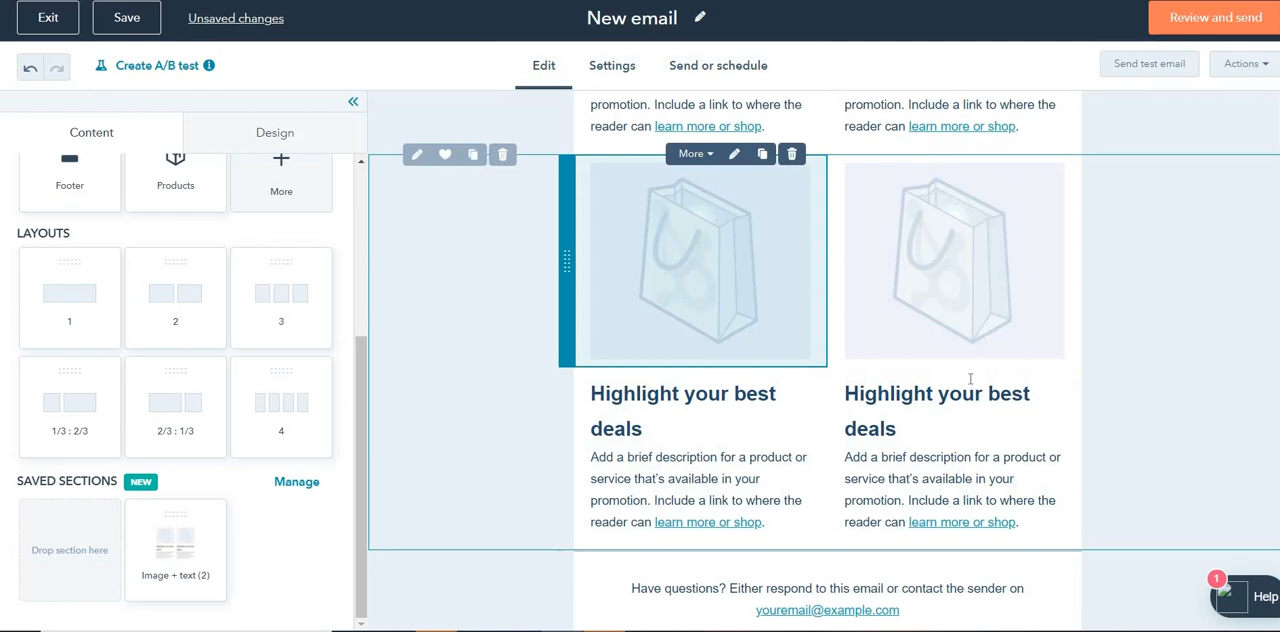 Exit
Save
Unsaved changes
New email
Review and send
Create A/B test
Edit
Settings
Send or schedule
Send test email
Actions
Content
Design
Footer
Products
More
LAYOUTS
1
2
3
1/3 : 2/3
2/3 : 1/3
4
SAVED SECTIONS NEW
Manage
Drop section here
Image + text (2)
promotion. Include a link to where the
reader can learn more or shop.
promotion. Include a link to where the
reader can learn more or shop.
More
Highlight your best
deals
Add a brief description for a product or
service that's available in your
promotion. Include a link to where the
reader can learn more or shop.
Highlight your best
deals
Add a brief description for a product or
service that's available in your
promotion. Include a link to where the
reader can learn more or shop.
Have questions? Either respond to this email or contact the sender on
youremail@example.com
1
Help